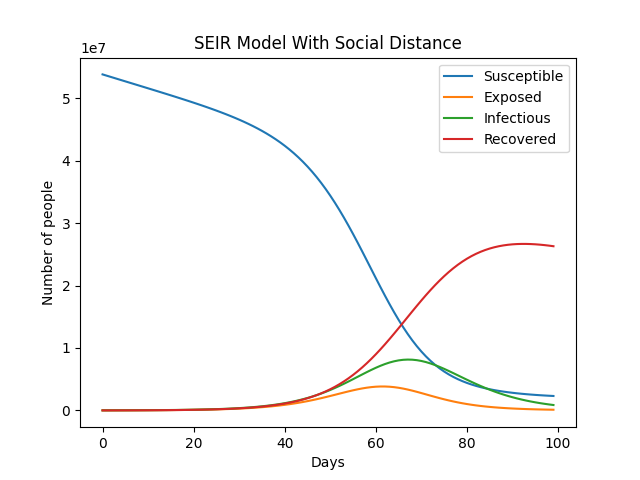 SEIR Model With Social Distance
1e7
Susceptible
Exposed
Infectious
Recovered
5
4
3
2
1
0
Number of people
0 20 40 60 80 100
Days